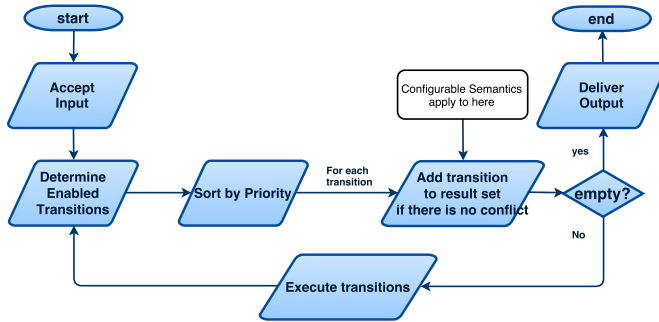 start
end
Accept
Input
Configurable Semantics
apply to here
Deliver
Output
Determine
Enabled
Transitions
Sort by Priority
For each
transition
Add transition
to result set
if there is no conflict
yes
empty?
No
Execute transitions